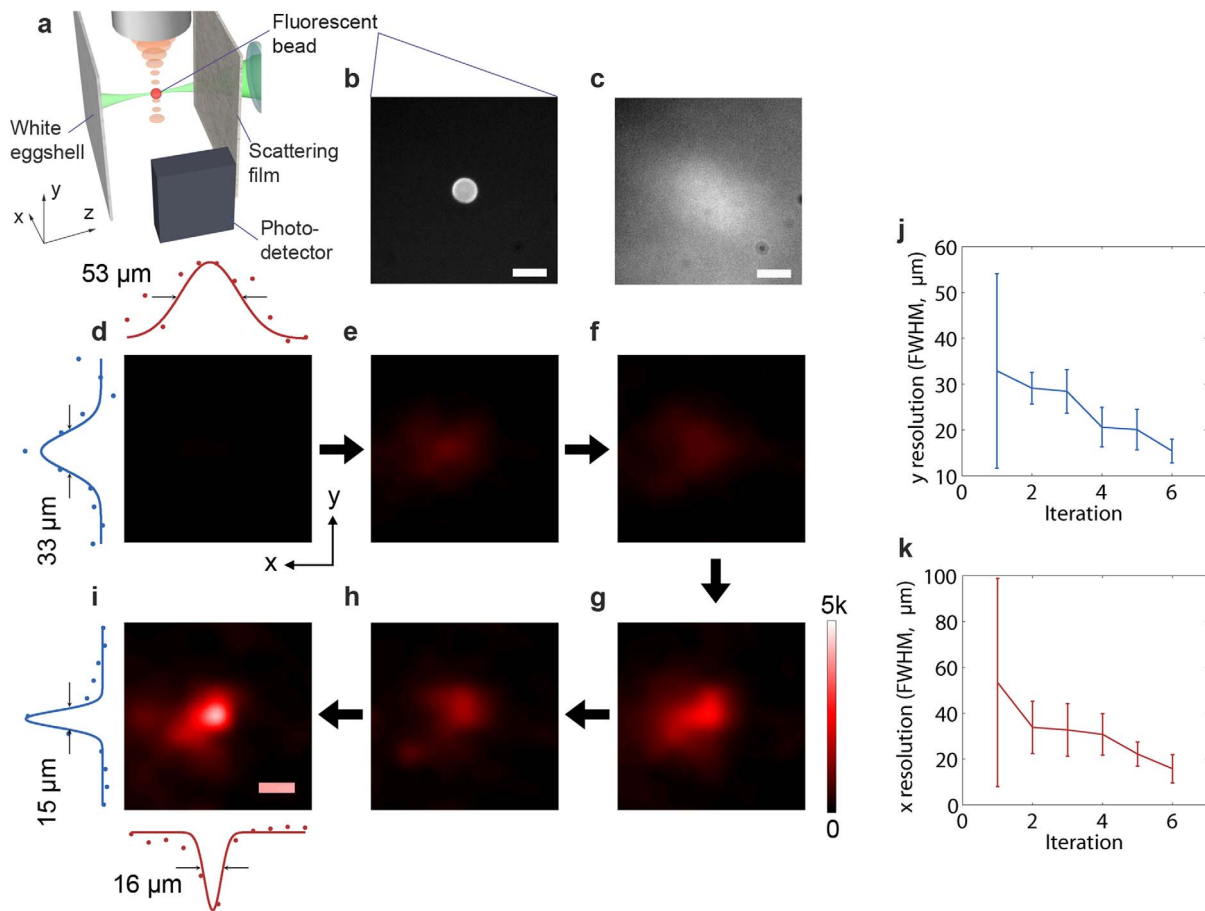 a
Fluorescent
bead
White
eggshell
Scattering
film
Photo-
detector
y
x
z
b
c
53 µm
d
e
f
33 µm
y
x
i
h
g
5k
0
15 µm
16 µm
j
y resolution (FWHM, µm)
60
50
40
30
20
10
0
2
4
6
Iteration
k
x resolution (FWHM, µm)
100
80
60
40
20
0
0
2
4
6
Iteration